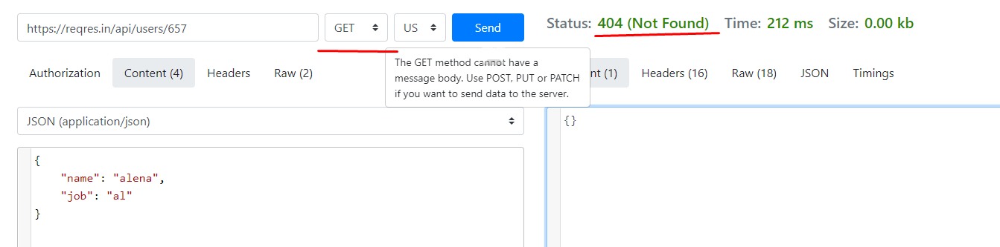 https://reqres.in/api/users/657 GET US Send Status: 404 (Not Found) Time: 212 ms Size: 0.00 kb
The GET method cannot have a
message body. Use POST, PUT or PATCH
if you want to send data to the server.
Authorization Content (4) Headers Raw (2) nt (1) Headers (16) Raw (18) JSON Timings
JSON (application/json)
{}
{
"name": "alena",
"job": "al"
}